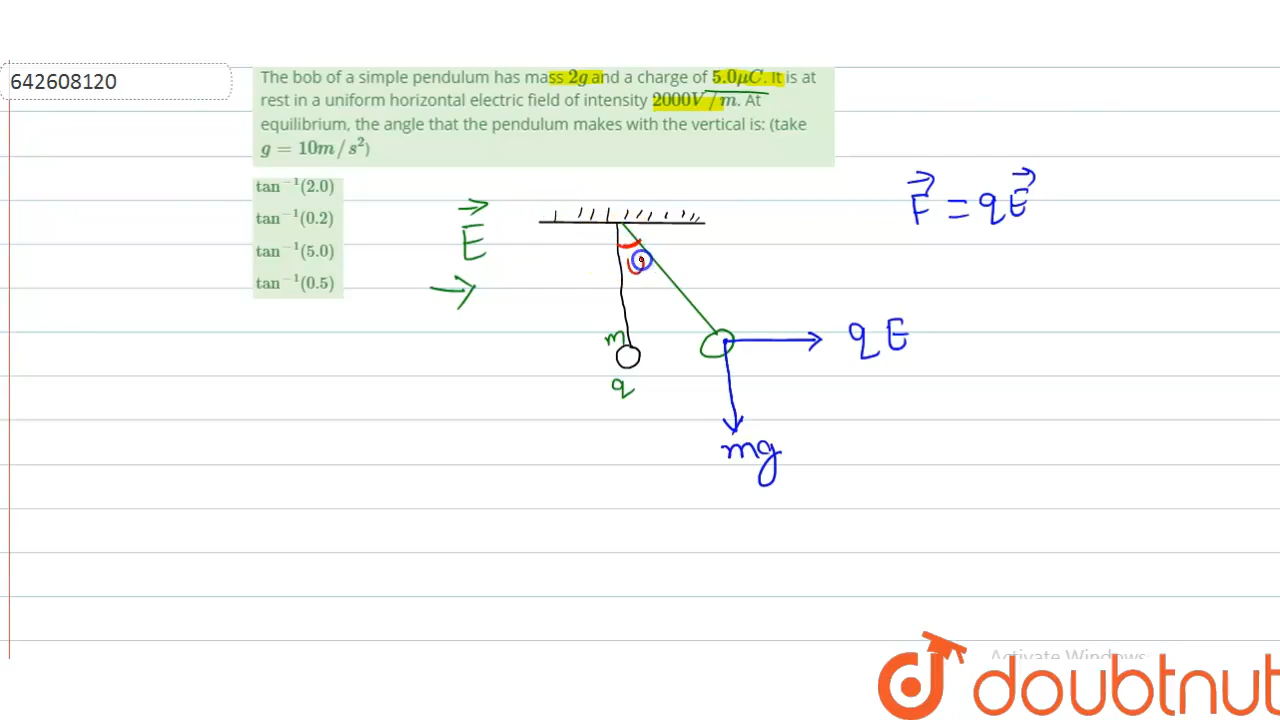 642608120
The bob of a simple pendulum has mass 2g and a charge of 5.0μC. It is at
rest in a uniform horizontal electric field of intensity 2000V/m. At
equilibrium, the angle that the pendulum makes with the vertical is: (take
g = 10m/s²)
tan⁻¹(2.0)
tan⁻¹(0.2)
tan⁻¹(5.0)
tan⁻¹(0.5)
E⃗
F⃗ = qE⃗
m
q
qE
mg
Activate Windows
doubtnut